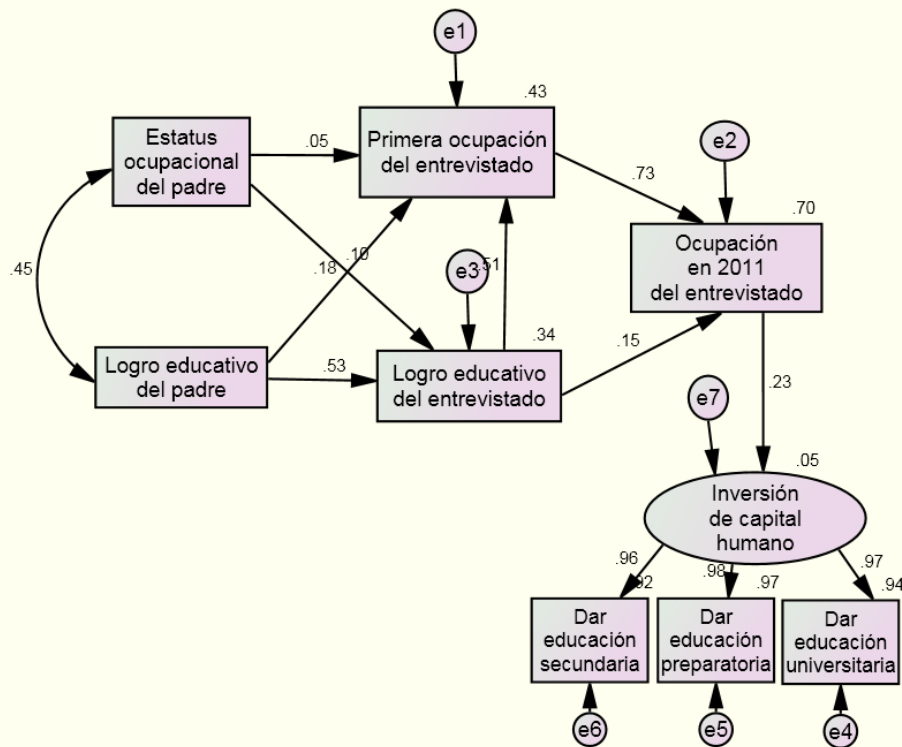 e1
.43
Estatus
ocupacional
del padre
.05
Primera ocupación
del entrevistado
e2
.73
.70
Ocupación
en 2011
del entrevistado
.45
.18
.10
e3
.51
.34
.15
Logro educativo
del padre
.53
Logro educativo
del entrevistado
.23
e7
.05
Inversión
de capital
humano
.96
.92
.98
.97
.97
.94
Dar
educación
secundaria
Dar
educación
preparatoria
Dar
educación
universitaria
e6
e5
e4